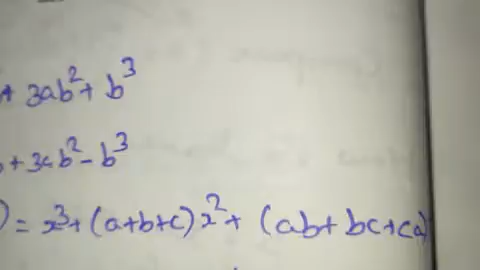 + 3ab²+ b³
+ 3ab²- b³
) = x³+ (a+b+c) x²+ (ab+bc+ca)